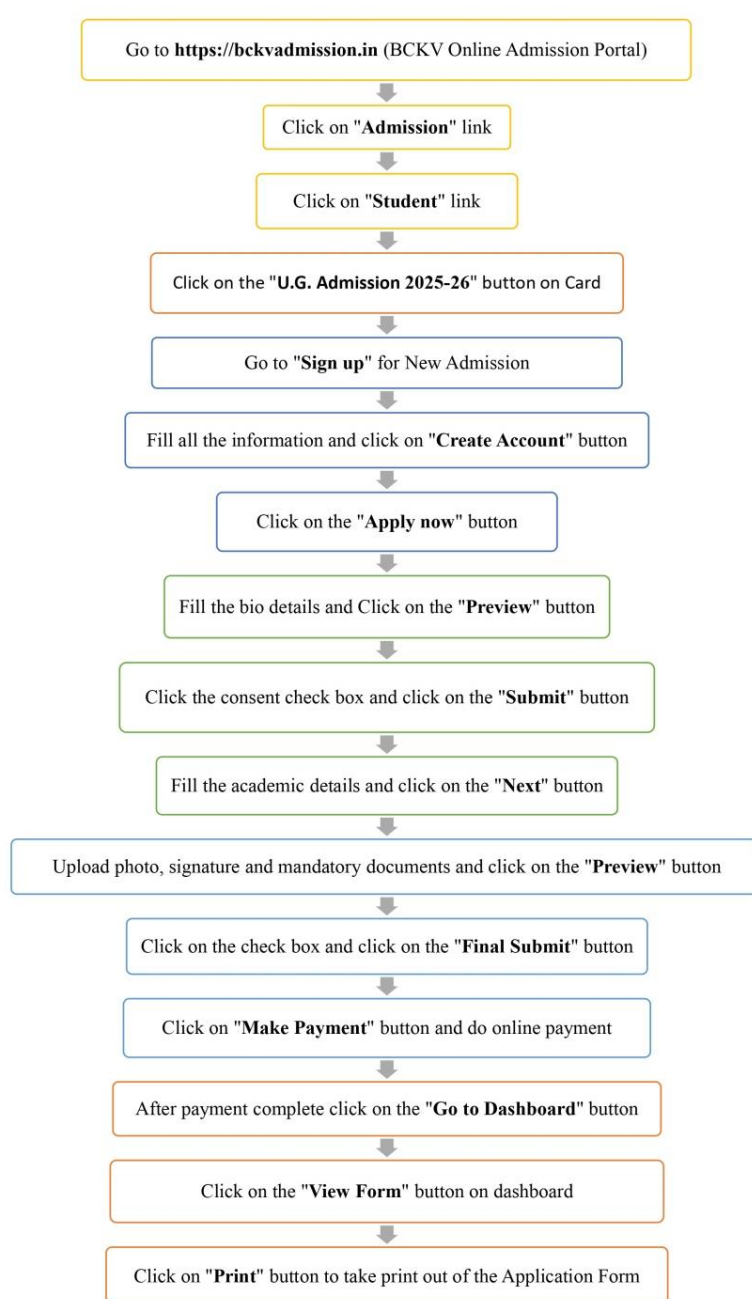 Go to https://bckvadmission.in (BCKV Online Admission Portal)
Click on "Admission" link
Click on "Student" link
Click on the "U.G. Admission 2025-26" button on Card
Go to "Sign up" for New Admission
Fill all the information and click on "Create Account" button
Click on the "Apply now" button
Fill the bio details and Click on the "Preview" button
Click the consent check box and click on the "Submit" button
Fill the academic details and click on the "Next" button
Upload photo, signature and mandatory documents and click on the "Preview" button
Click on the check box and click on the "Final Submit" button
Click on "Make Payment" button and do online payment
After payment complete click on the "Go to Dashboard" button
Click on the "View Form" button on dashboard
Click on "Print" button to take print out of the Application Form